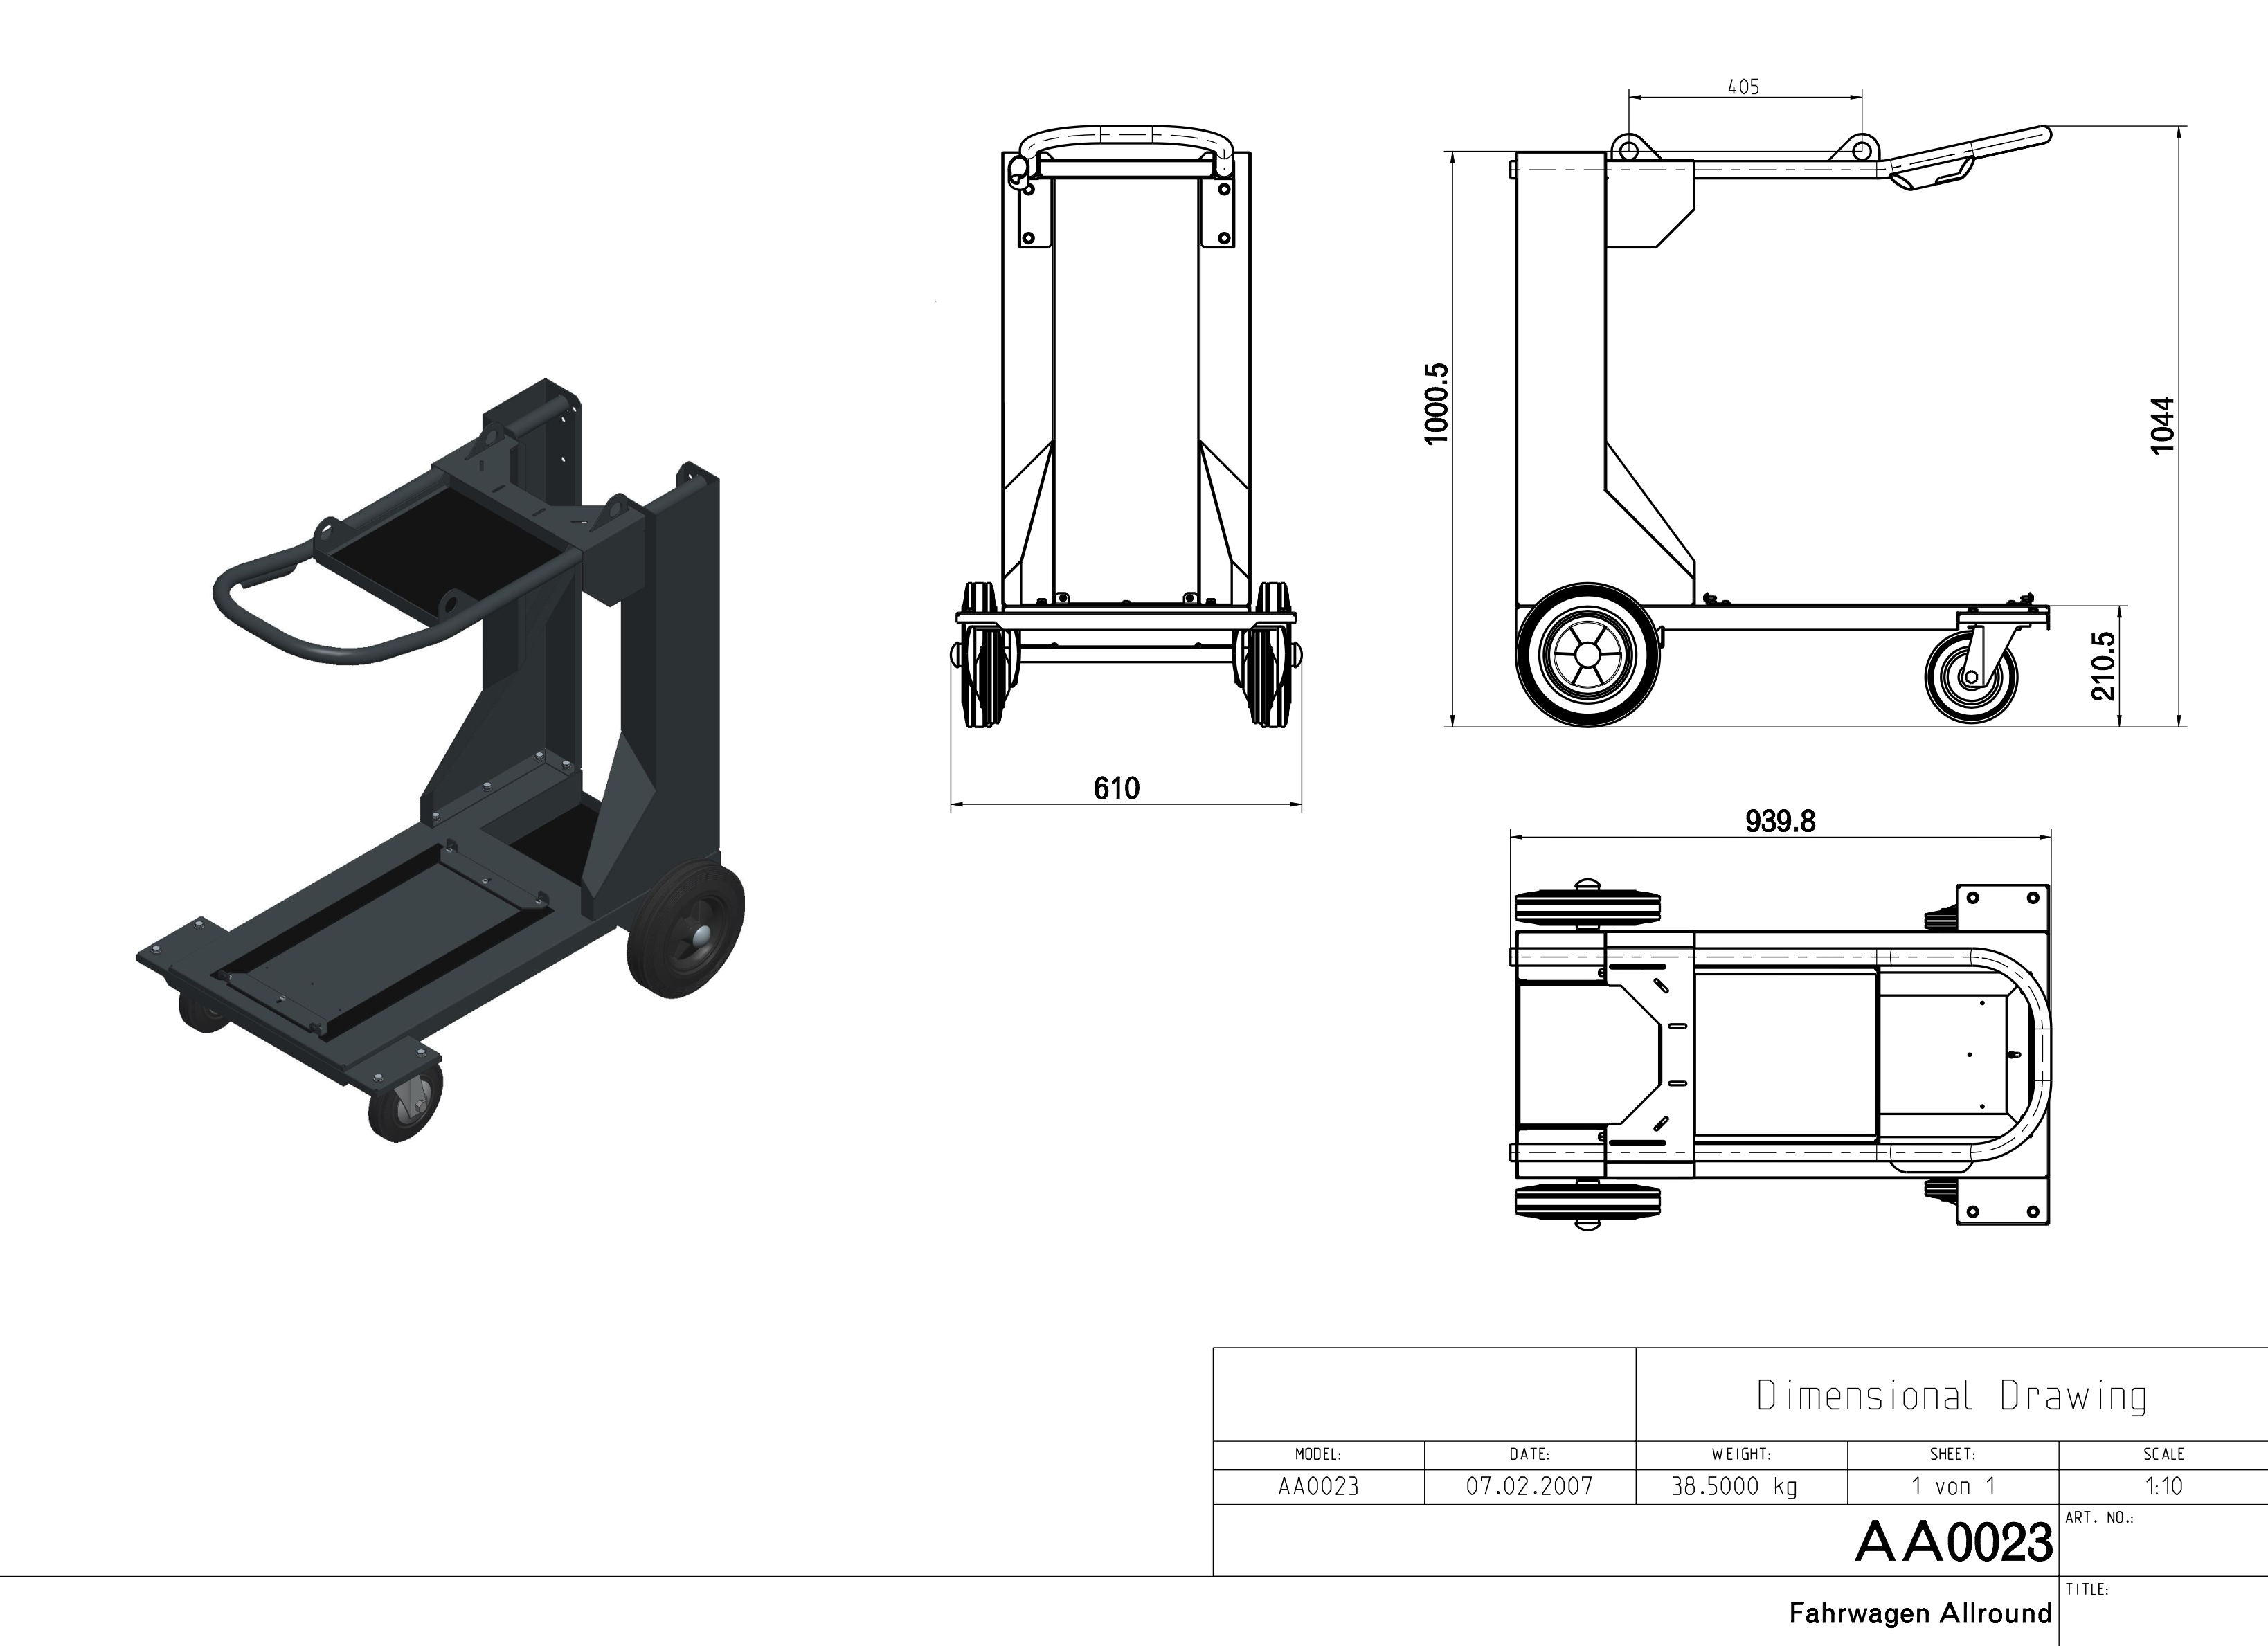 405
1000.5
1044
210.5
610
939.8
Dimensional Drawing
MODEL: DATE: WEIGHT: SHEET: SCALE
AA0023 07.02.2007 38.5000 kg 1 von 1 1:10
AA0023 ART. NO.:
Fahrwagen Allround TITLE: